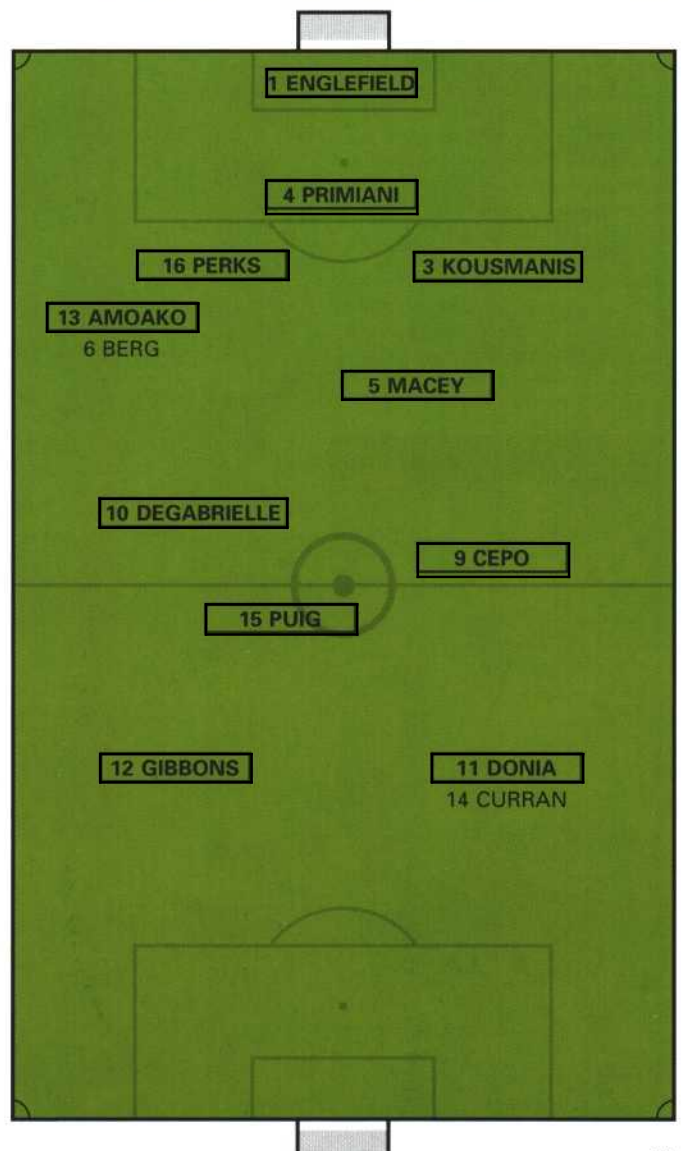 1 ENGLEFIELD
4 PRIMIANI
16 PERKS
3 KOUSMANIS
13 AMOAKO
6 BERG
5 MACEY
10 DEGABRIELLE
9 CEPO
15 PUIG
12 GIBBONS
11 DONIA
14 CURRAN